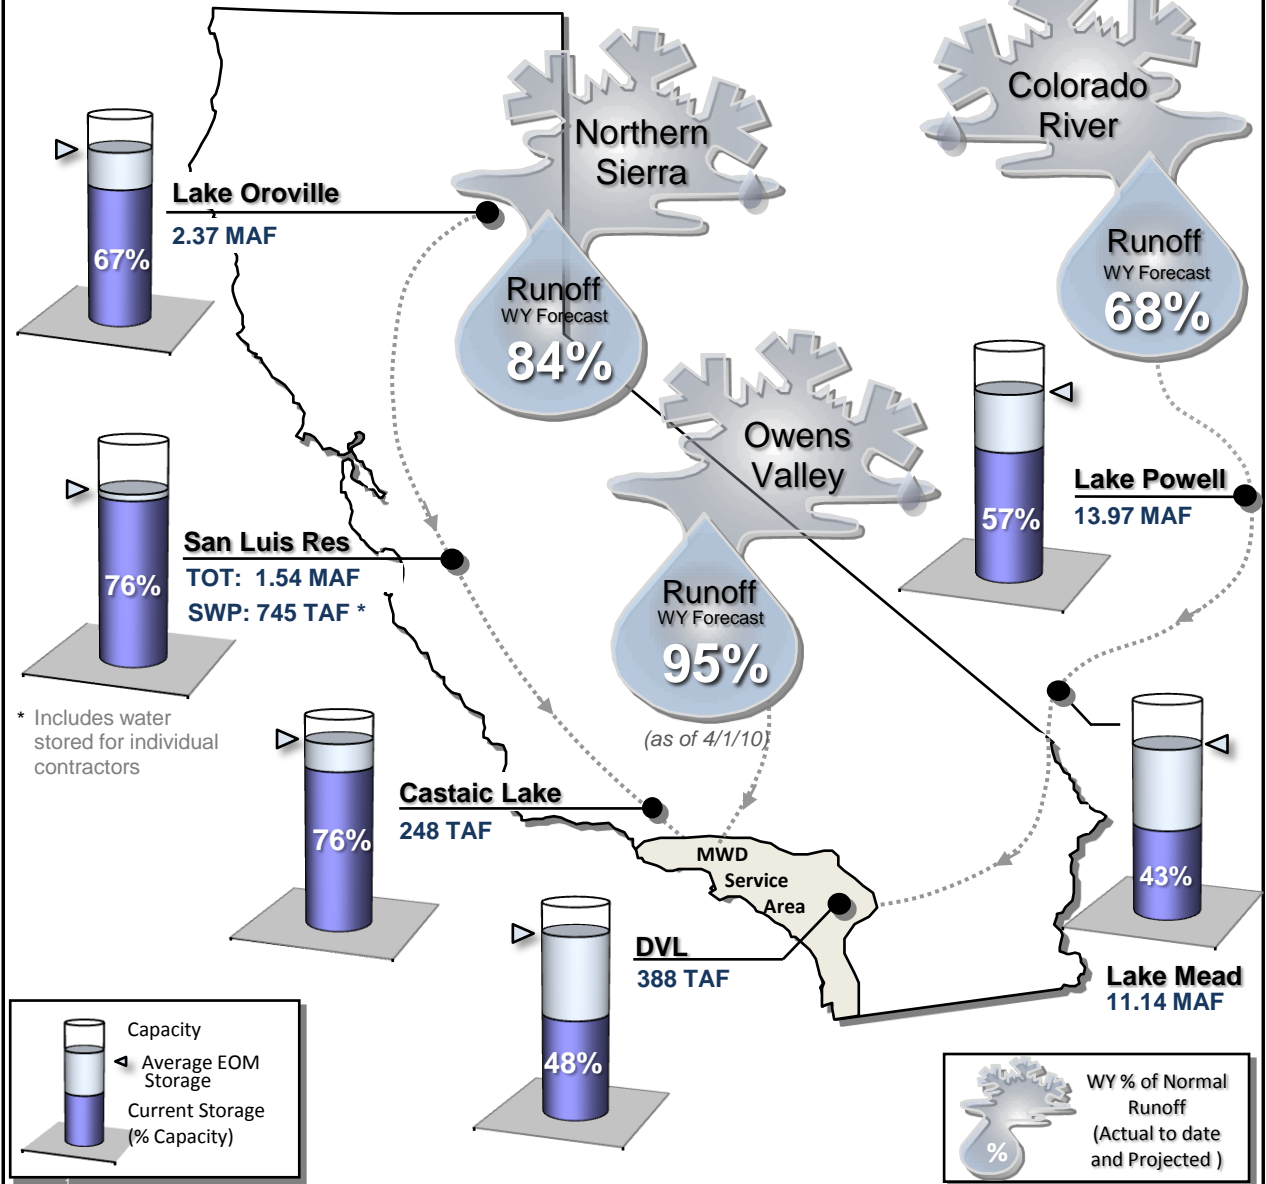 Colorado
River
Northern
Sierra
Lake Oroville
2.37 MAF
67%
Runoff
WY Forecast
84%
Runoff
WY Forecast
68%
Owens
Valley
Lake Powell
13.97 MAF
57%
San Luis Res
TOT: 1.54 MAF
SWP: 745 TAF *
76%
Runoff
WY Forecast
95%
(as of 4/1/10)
* Includes water
stored for individual
contractors
Castaic Lake
248 TAF
76%
MWD
Service
Area
43%
DVL
388 TAF
48%
Lake Mead
11.14 MAF
Capacity
Average EOM
Storage
Current Storage
(% Capacity)
%
WY % of Normal
Runoff
(Actual to date
and Projected )